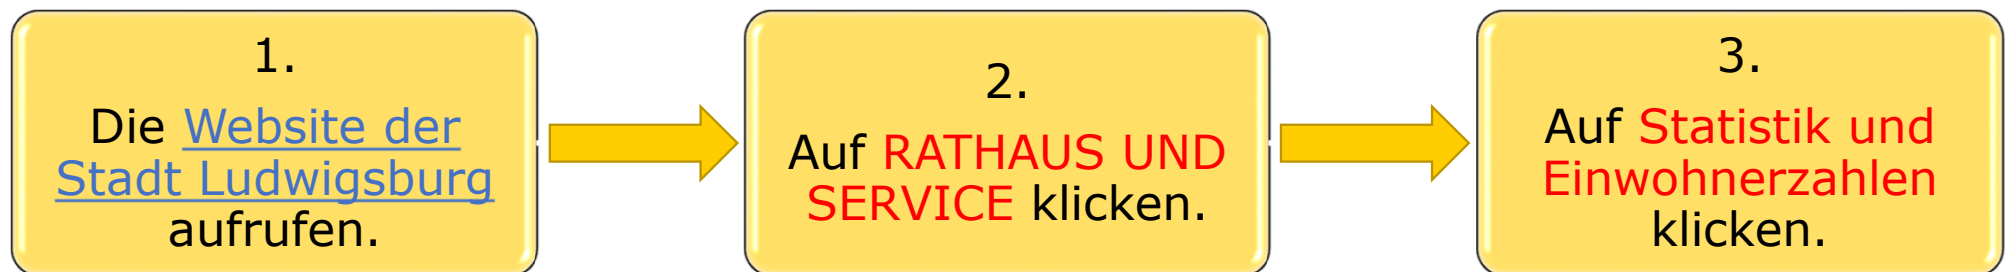 1.
Die Website der
Stadt Ludwigsburg
aufrufen.
2.
Auf RATHAUS UND
SERVICE klicken.
3.
Auf Statistik und
Einwohnerzahlen
klicken.